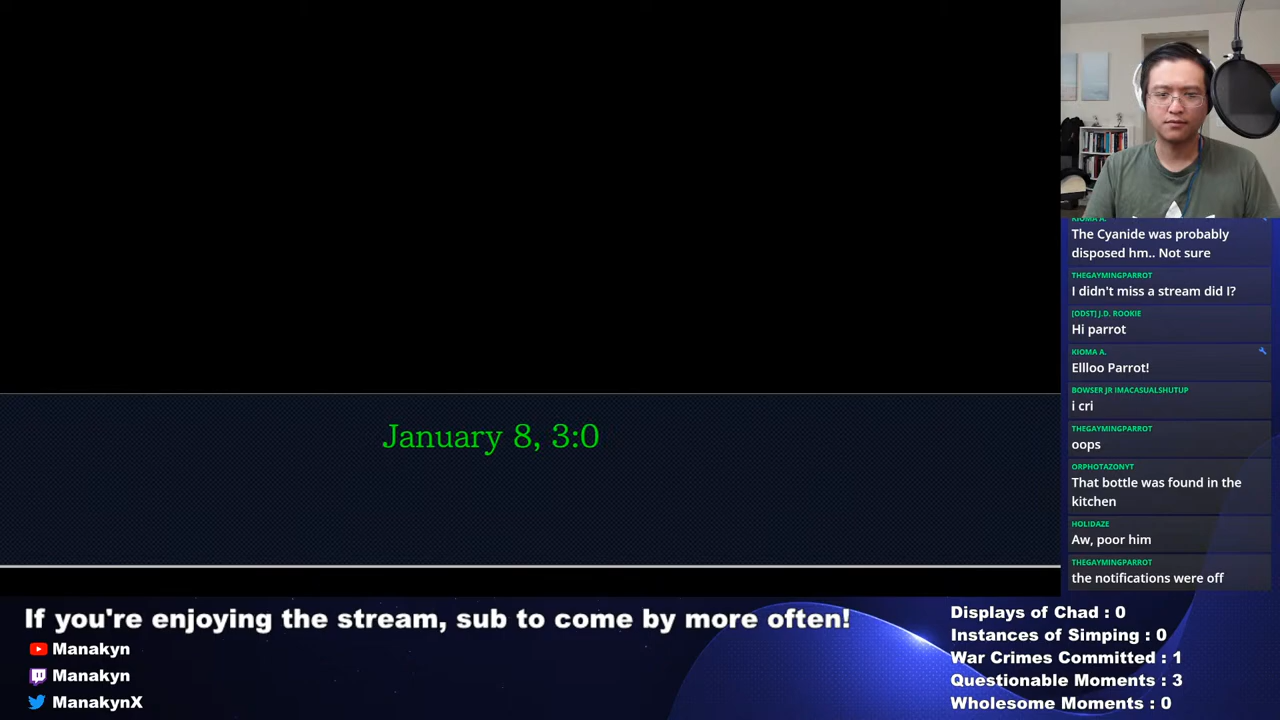 January 8, 3:0
KIOMA A.
The Cyanide was probably
disposed hm.. Not sure
THEGAYMINGPARROT
I didn't miss a stream did I?
[ODST] J.D. ROOKIE
Hi parrot
KIOMA A.
Ellloo Parrot!
BOWSER JR IMACASUALSHUTUP
i cri
THEGAYMINGPARROT
oops
ORPHOTAZONYT
That bottle was found in the
kitchen
HOLIDAZE
Aw, poor him
THEGAYMINGPARROT
the notifications were off
If you're enjoying the stream, sub to come by more often!
Manakyn
Manakyn
ManakynX
Displays of Chad : 0
Instances of Simping : 0
War Crimes Committed : 1
Questionable Moments : 3
Wholesome Moments : 0